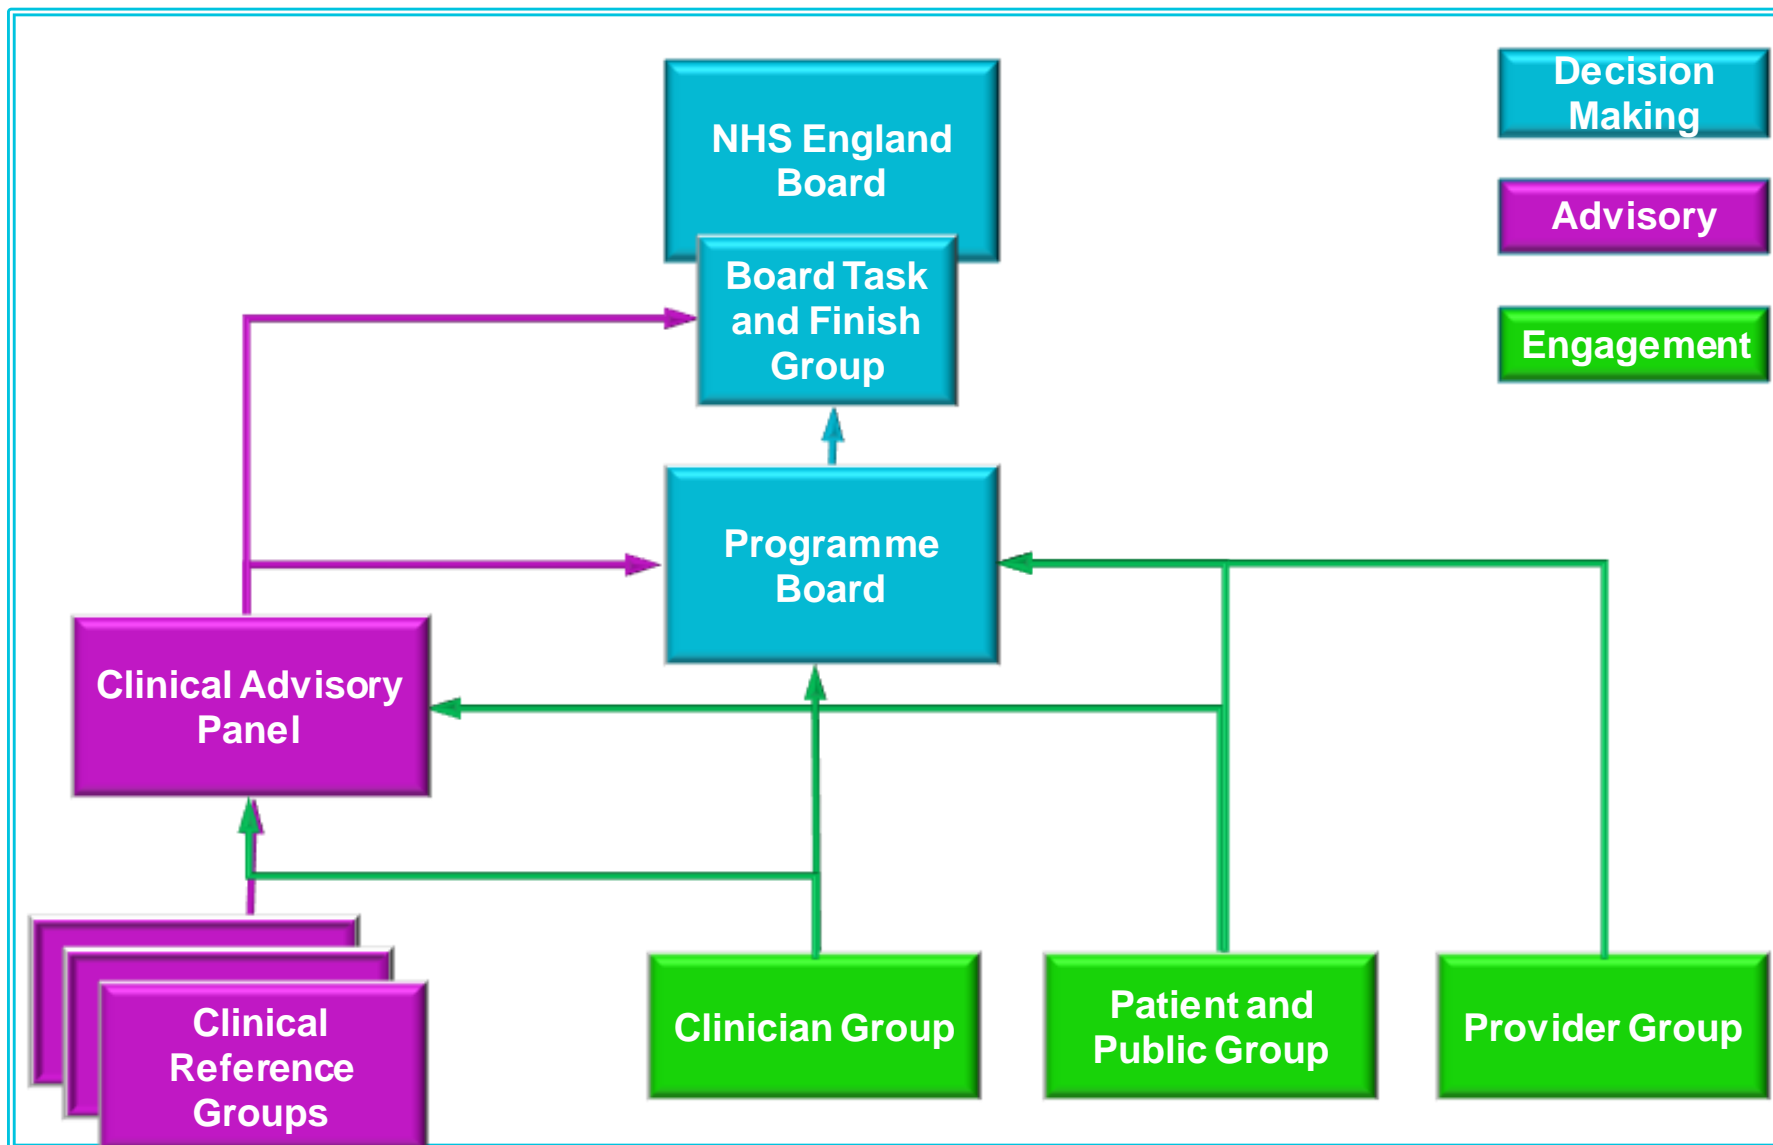 NHS England
Board
Decision
Making
Advisory
Board Task
and Finish
Group
Engagement
Programme
Board
Clinical Advisory
Panel
Clinical
Reference
Groups
Clinician Group
Patient and
Public Group
Provider Group